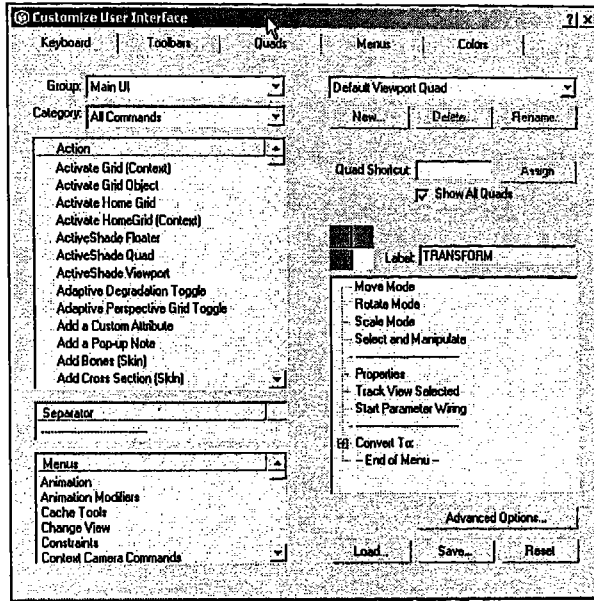 Customize User Interface
Keyboard Toolbars Quads Menus Colors
Group: Main UI
Category: All Commands
Action
Activate Grid (Context)
Activate Grid Object
Activate Home Grid
Activate HomeGrid (Context)
ActiveShade Floater
ActiveShade Quad
ActiveShade Viewport
Adaptive Degradation Toggle
Adaptive Perspective Grid Toggle
Add a Custom Attribute
Add a Pop-up Note
Add Bones (Skin)
Add Cross Section (Skin)
Separator
Menus
Animation
Animation Modifiers
Cache Tools
Change View
Constraints
Context Camera Commands
Default Viewport Quad
New... Delete... Rename...
Quad Shortcut: Assign
Show All Quads
Label: TRANSFORM
Move Mode
Rotate Mode
Scale Mode
Select and Manipulate
Properties
Track View Selected
Start Parameter Wiring
Convert To:
- End of Menu -
Advanced Options...
Load... Save... Reset